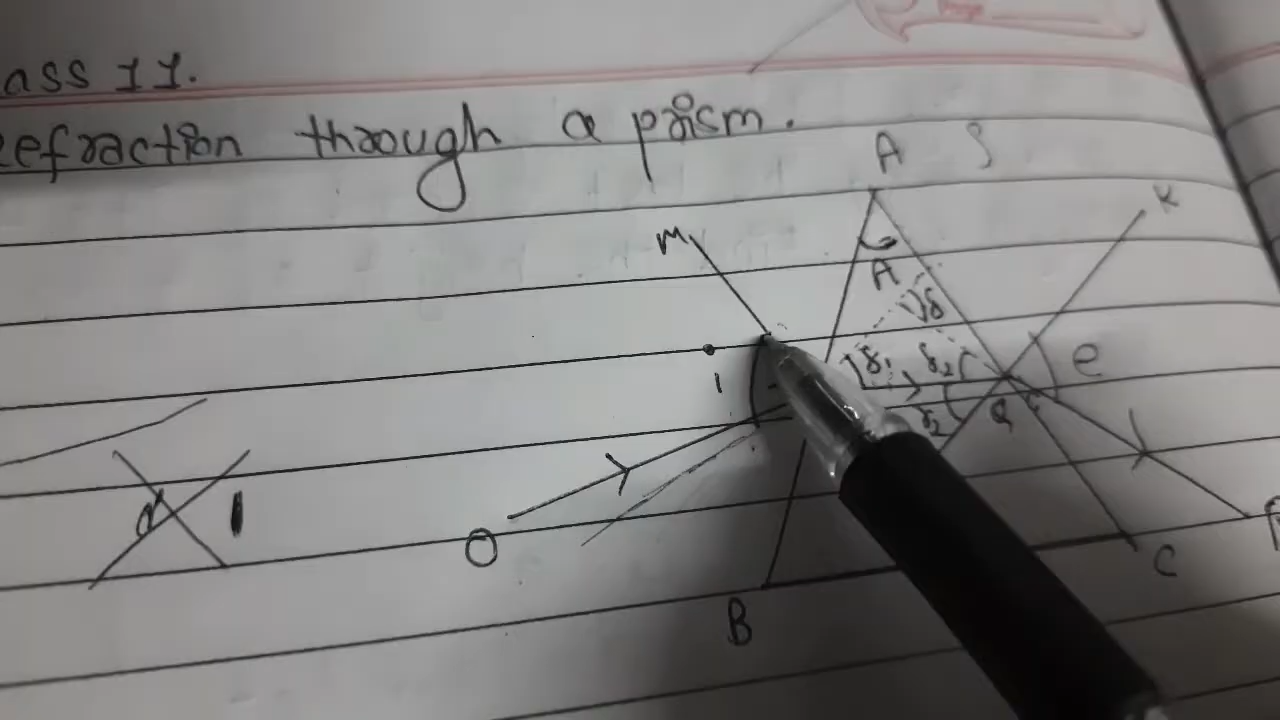 ass 11.
efraction through a prism.
A
M
K
A
δ
i
r₁
r₂
e
r₂
Q
O
B
C